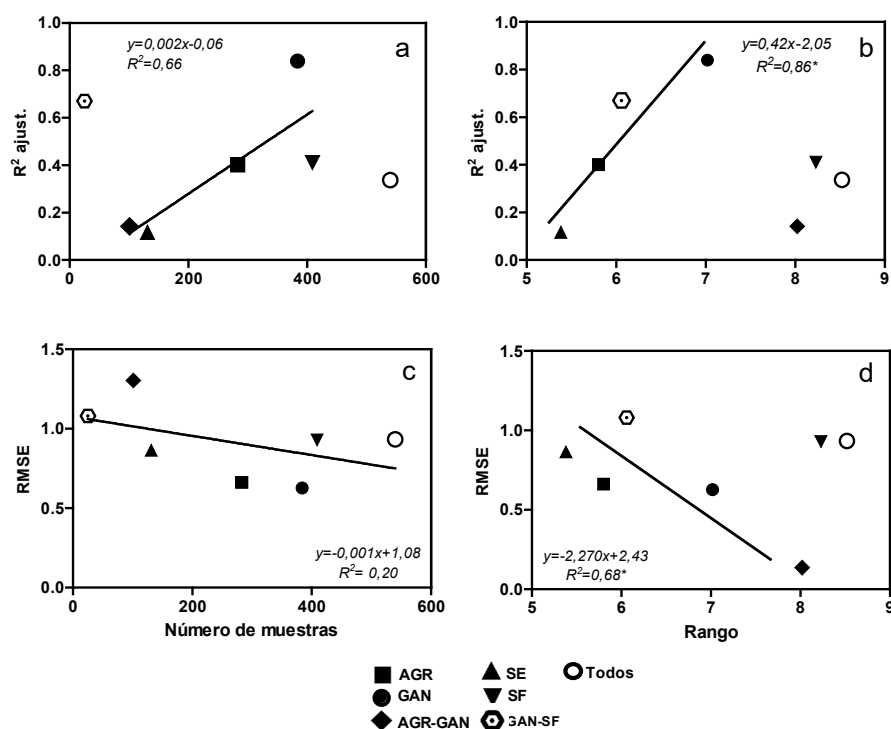 a
y=0,002x-0,06
R²=0,66
R² ajust.
1.0
0.8
0.6
0.4
0.2
0.0
0 200 400 600
b
y=0,42x-2,05
R²=0,86*
R² ajust.
1.0
0.8
0.6
0.4
0.2
0.0
5 6 7 8 9
c
RMSE
1.5
1.0
0.5
0.0
y=-0,001x+1,08
R²= 0,20
0 200 400 600
Número de muestras
d
RMSE
1.5
1.0
0.5
0.0
y=-2,270x+2,43
R²=0,68*
5 6 7 8 9
Rango
AGR SE Todos
GAN SF
AGR-GAN GAN-SF